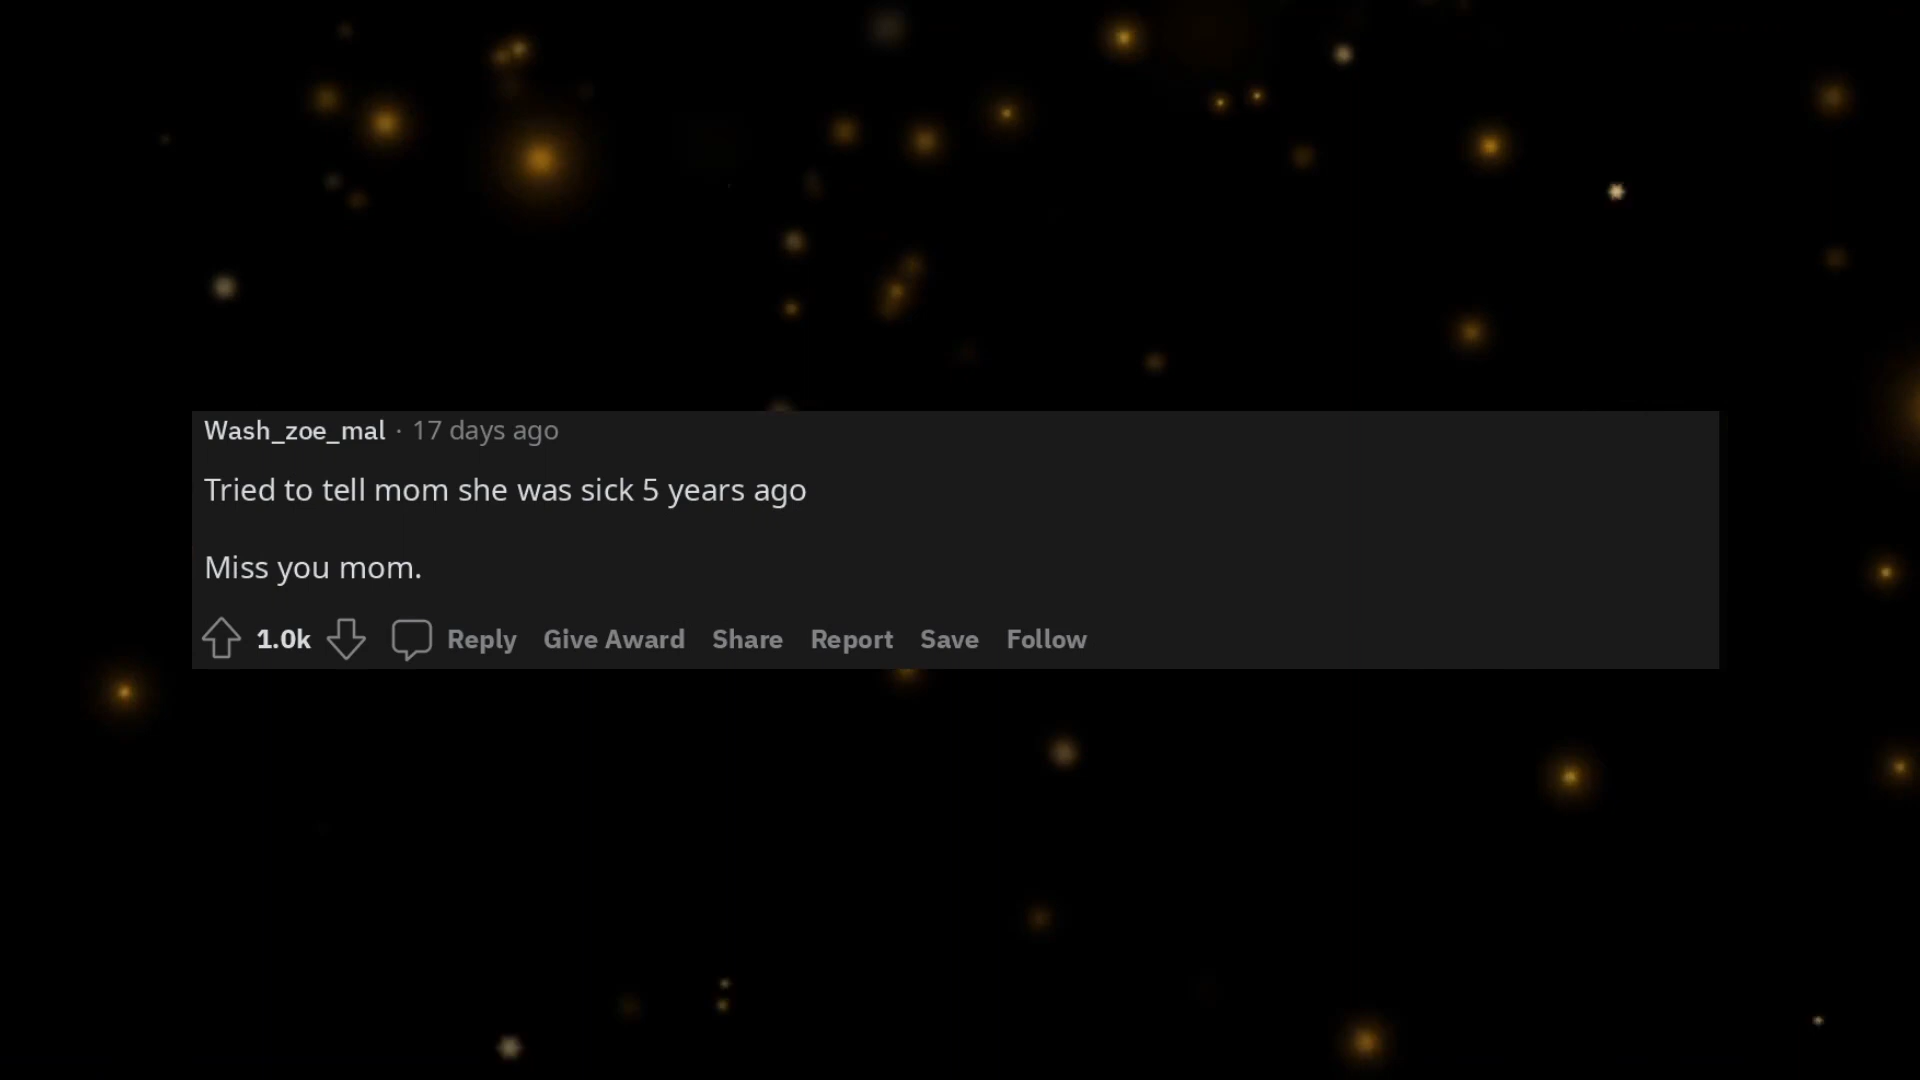 Wash_zoe_mal · 17 days ago
Tried to tell mom she was sick 5 years ago
Miss you mom.
1.0k Reply Give Award Share Report Save Follow